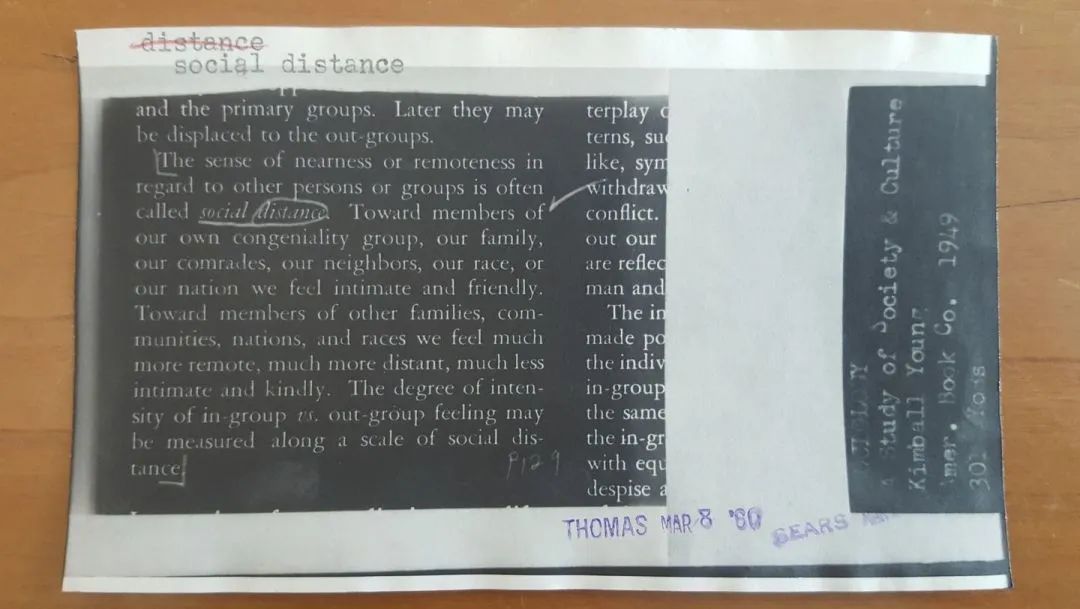 distance
social distance
and the primary groups. Later they may
be displaced to the out-groups.
[The sense of nearness or remoteness in
regard to other persons or groups is often
called social distance. Toward members of
our own congeniality group, our family,
our comrades, our neighbors, our race, or
our nation we feel intimate and friendly.
Toward members of other families, com-
munities, nations, and races we feel much
more remote, much more distant, much less
intimate and kindly. The degree of inten-
sity of in-group vs. out-group feeling may
be measured along a scale of social dis-
tance]
p129
terplay
terns, su
like, sym
withdraw
conflict.
out our
are reflec
man and
The in
made po
the indiv
in-group
the same
the in-gr
with equ
despise a
THOMAS MAR 8 '60
SEARS
A Study of Society & Culture
Kimball Young
Amer. Book Co. 1949
301 Yo8s